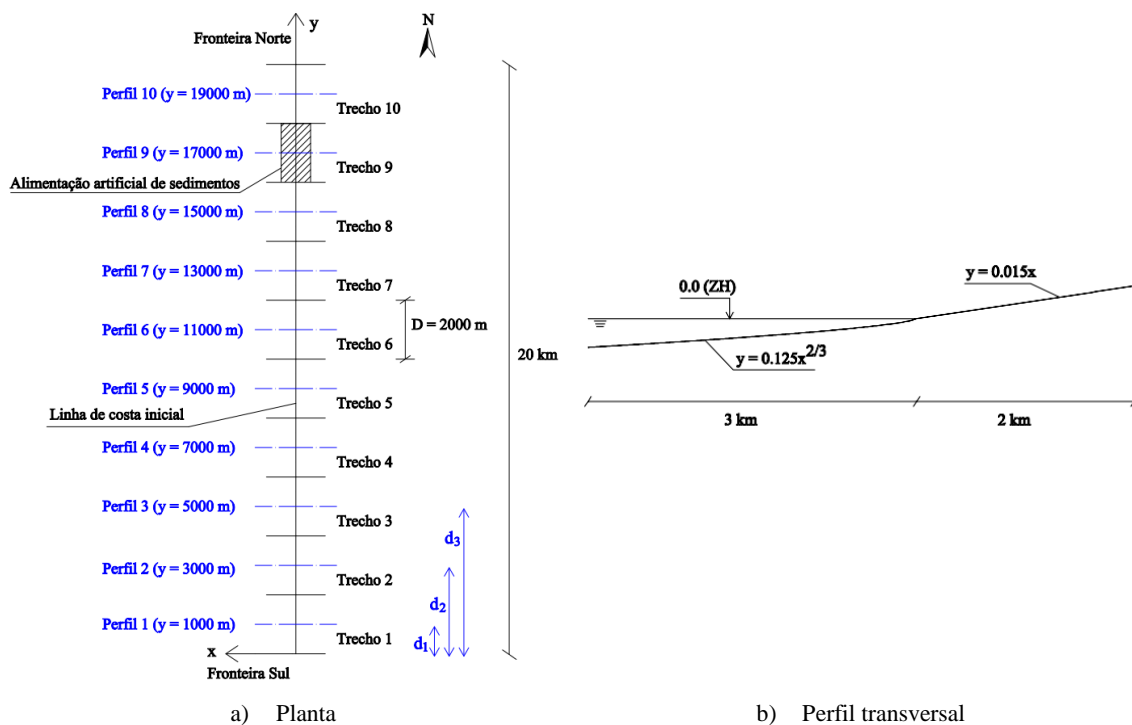 y
N
Fronteira Norte
Perfil 10 (y = 19000 m)
Trecho 10
Perfil 9 (y = 17000 m)
Trecho 9
Alimentação artificial de sedimentos
Perfil 8 (y = 15000 m)
Trecho 8
Perfil 7 (y = 13000 m)
Trecho 7
D = 2000 m
Perfil 6 (y = 11000 m)
Trecho 6
20 km
Perfil 5 (y = 9000 m)
Trecho 5
Linha de costa inicial
Perfil 4 (y = 7000 m)
Trecho 4
Perfil 3 (y = 5000 m)
Trecho 3
d3
Perfil 2 (y = 3000 m)
Trecho 2
d2
Perfil 1 (y = 1000 m)
Trecho 1
d1
x
Fronteira Sul
a) Planta
0.0 (ZH)
y = 0.015x
y = 0.125x^2/3
3 km
2 km
b) Perfil transversal